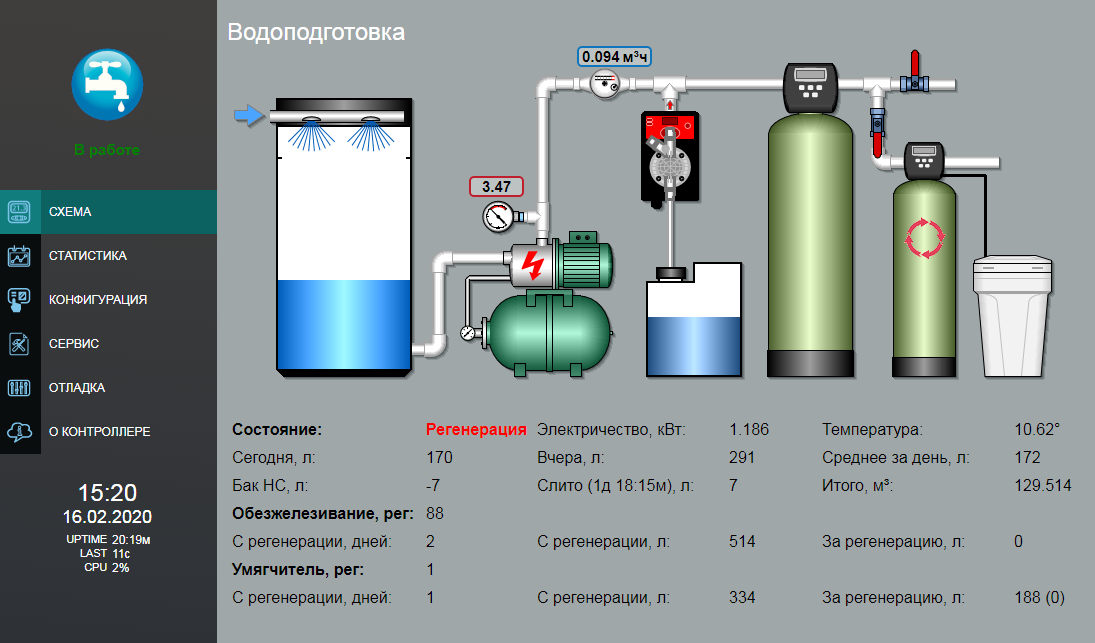 Водоподготовка
В работе
СХЕМА
СТАТИСТИКА
КОНФИГУРАЦИЯ
СЕРВИС
ОТЛАДКА
О КОНТРОЛЛЕРЕ
15:20
16.02.2020
UPTIME 20:19м
LAST 11с
CPU 2%
0.094 м³ч
3.47
Состояние: Регенерация Электричество, кВт: 1.186 Температура: 10.62°
Сегодня, л: 170 Вчера, л: 291 Среднее за день, л: 172
Бак НС, л: -7 Слито (1д 18:15м), л: 7 Итого, м³: 129.514
Обезжелезивание, рег: 88
С регенерации, дней: 2 С регенерации, л: 514 За регенерацию, л: 0
Умягчитель, рег: 1
С регенерации, дней: 1 С регенерации, л: 334 За регенерацию, л: 188 (0)